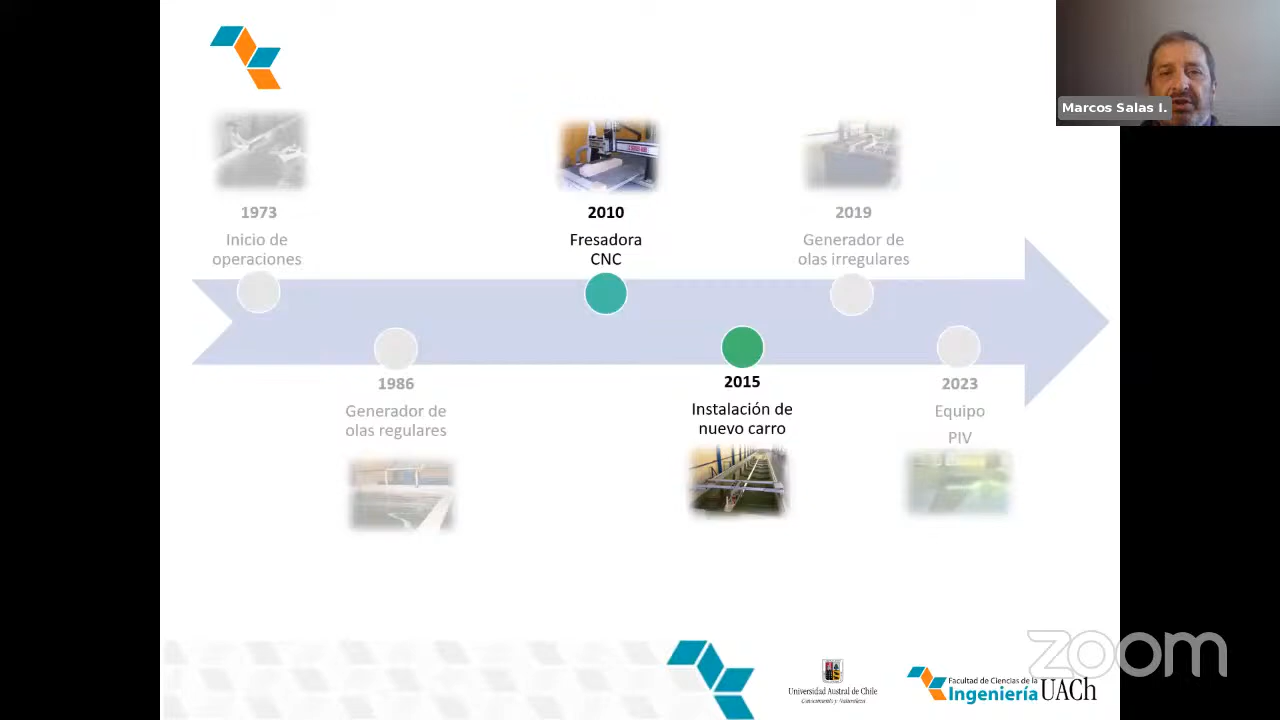 Marcos Salas I.
1973
Inicio de
operaciones
2010
Fresadora
CNC
2019
Generador de
olas irregulares
1986
Generador de
olas regulares
2015
Instalación de
nuevo carro
2023
Equipo
PIV
zoom
Universidad Austral de Chile
Conocimiento y Naturaleza
Facultad de Ciencias de la
Ingeniería
UACh